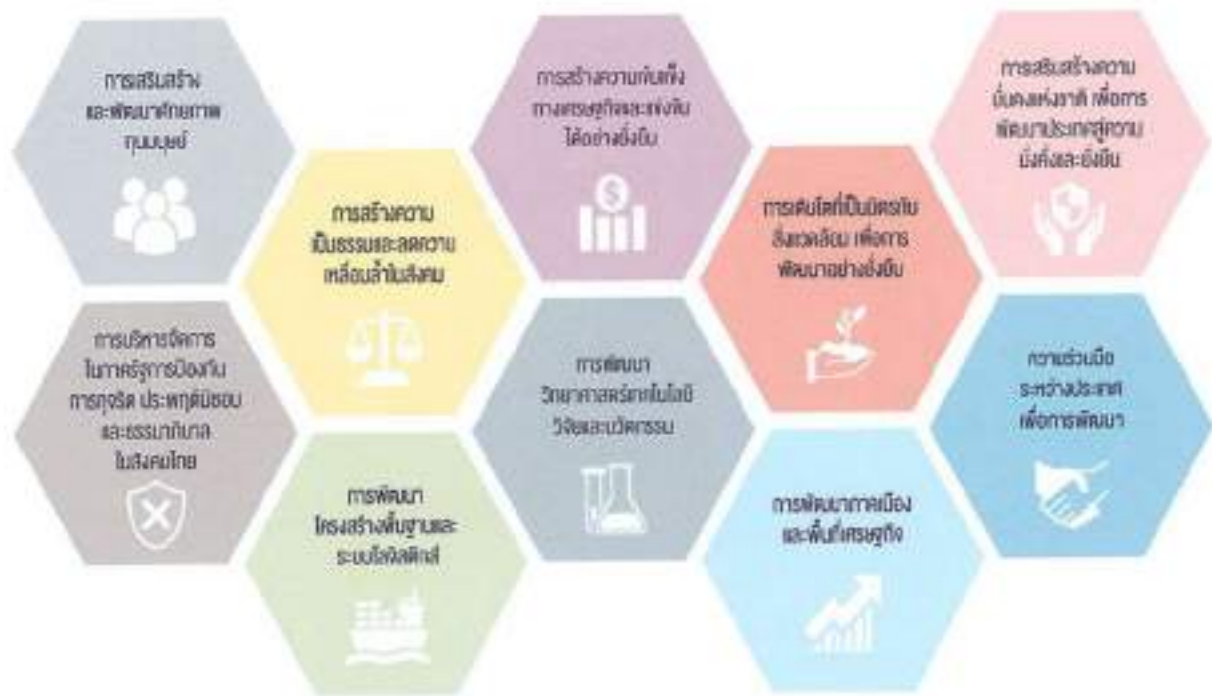 การเสริมสร้าง
และพัฒนาศักยภาพ
ทุนมนุษย์
การสร้างความ
เป็นธรรมและลดความ
เหลื่อมล้ำในสังคม
การสร้างความเข้มแข็ง
ทางเศรษฐกิจและแข่งขัน
ได้อย่างยั่งยืน
การเติบโตที่เป็นมิตรกับ
สิ่งแวดล้อม เพื่อการ
พัฒนาอย่างยั่งยืน
การเสริมสร้างความ
มั่นคงแห่งชาติ เพื่อการ
พัฒนาประเทศสู่ความ
มั่งคั่งและยั่งยืน
การบริหารจัดการ
ในภาครัฐการป้องกัน
การทุจริต ประพฤติมิชอบ
และธรรมาภิบาล
ในสังคมไทย
การพัฒนา
โครงสร้างพื้นฐานและ
ระบบโลจิสติกส์
การพัฒนา
วิทยาศาสตร์เทคโนโลยี
วิจัยและนวัตกรรม
การพัฒนาภาคเมือง
และพื้นที่เศรษฐกิจ
ความร่วมมือ
ระหว่างประเทศ
เพื่อการพัฒนา